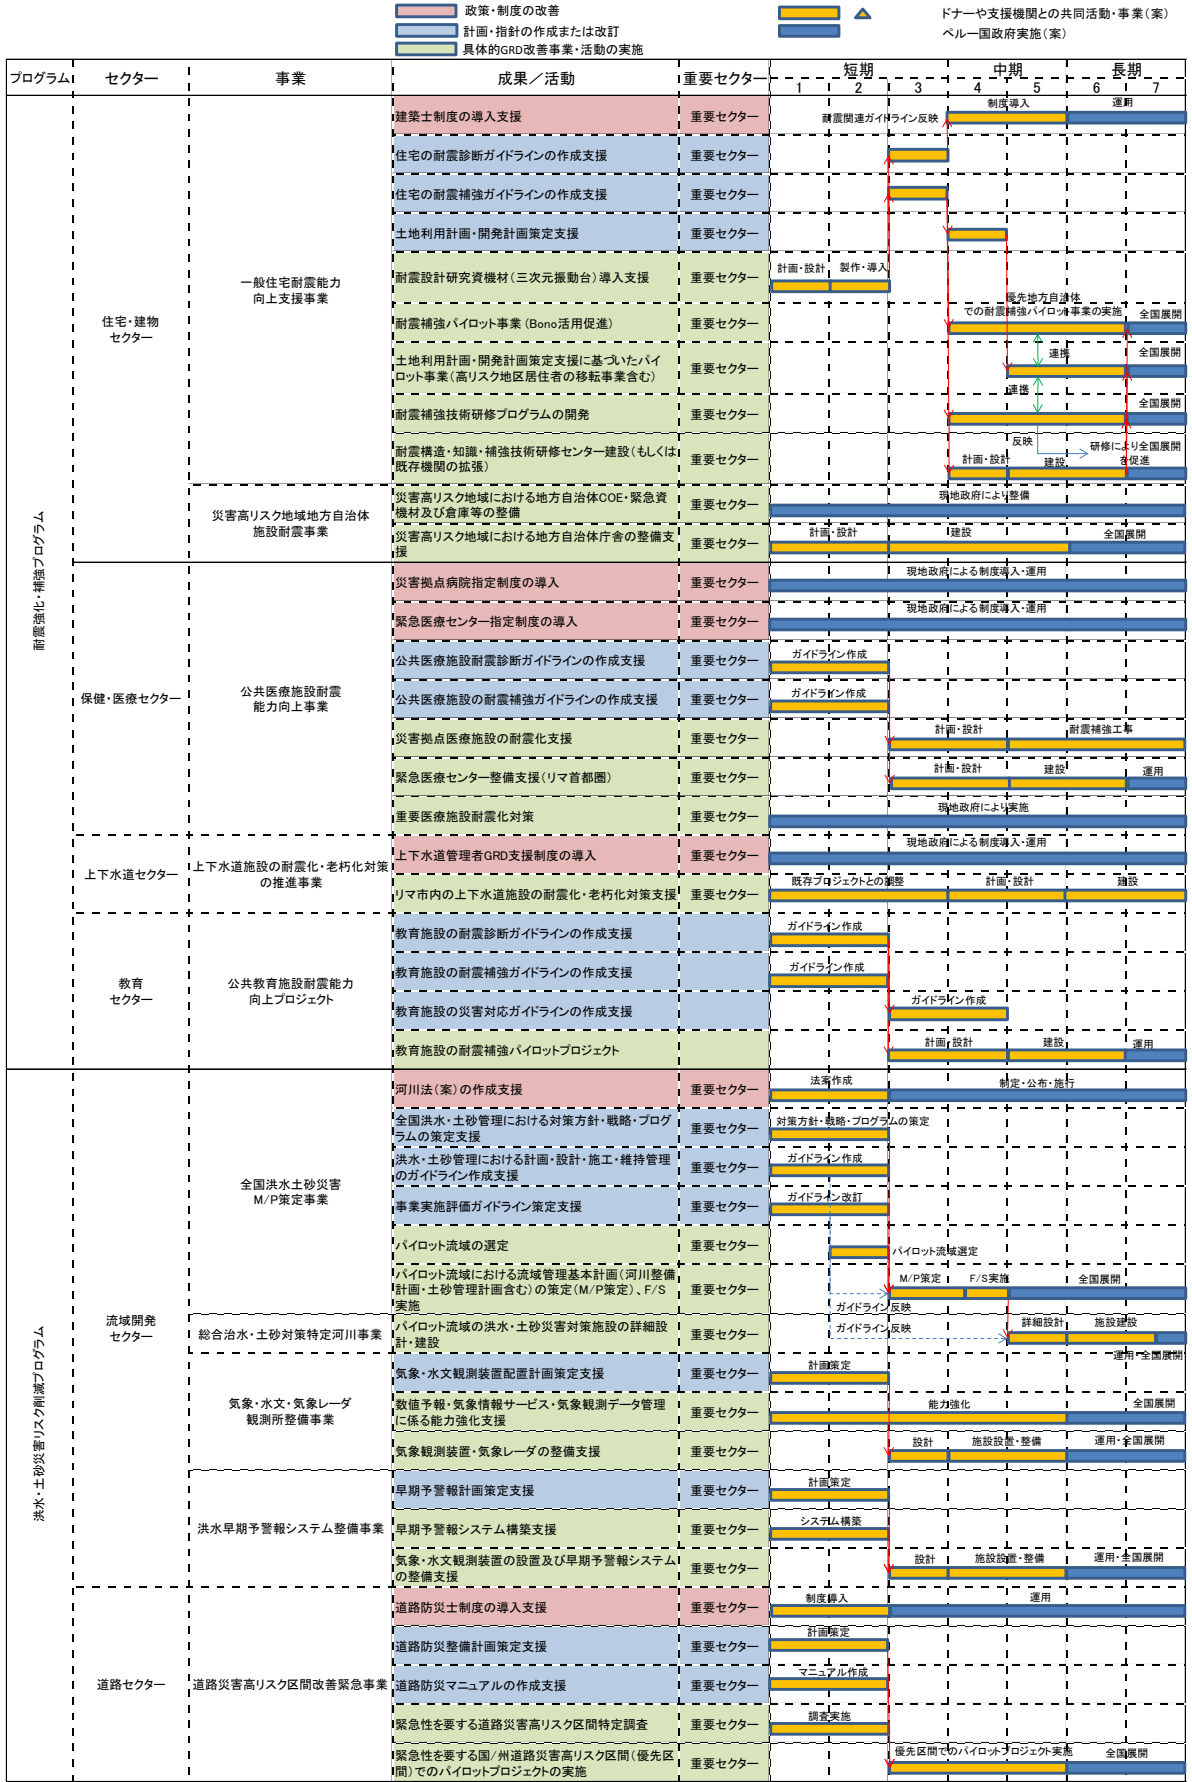 政策・制度の改善
計画・指針の作成または改訂
具体的GRD改善事業・活動の実施
ドナーや支援機関との共同活動・事業（案）
ペルー国政府実施（案）
プログラム セクター 事業 成果／活動 重要セクター 短期 中期 長期
1 2 3 4 5 6 7
耐震強化・補強プログラム
住宅・建物
セクター
一般住宅耐震能力
向上支援事業
建築士制度の導入支援 重要セクター 耐震関連ガイドライン反映 制度導入 運用
住宅の耐震診断ガイドラインの作成支援 重要セクター
住宅の耐震補強ガイドラインの作成支援 重要セクター
土地利用計画・開発計画策定支援 重要セクター
耐震設計研究資機材（三次元振動台）導入支援 重要セクター 計画・設計 製作・導入
耐震補強パイロット事業（Bono活用促進） 重要セクター 優先地方自治体
での耐震補強パイロット事業の実施 全国展開
連携
土地利用計画・開発計画策定支援に基づいたパイ
ロット事業（高リスク地区居住者の移転事業含む） 重要セクター 全国展開
連携
耐震補強技術研修プログラムの開発 重要セクター 全国展開
反映 研修により全国展開
を促進
耐震構造・知識・補強技術研修センター建設（もしくは
既存機関の拡張） 重要セクター 計画・設計 建設
災害高リスク地域地方自治体
施設耐震事業
災害高リスク地域における地方自治体COE・緊急資
機材及び倉庫等の整備 重要セクター 現地政府により整備
災害高リスク地域における地方自治体庁舎の整備支
援 重要セクター 計画・設計 建設 全国展開
保健・医療セクター
公共医療施設耐震
能力向上事業
災害拠点病院指定制度の導入 重要セクター 現地政府による制度導入・運用
緊急医療センター指定制度の導入 重要セクター 現地政府による制度導入・運用
公共医療施設耐震診断ガイドラインの作成支援 重要セクター ガイドライン作成
公共医療施設の耐震補強ガイドラインの作成支援 重要セクター ガイドライン作成
災害拠点医療施設の耐震化支援 重要セクター 計画・設計 耐震補強工事
緊急医療センター整備支援（リマ首都圏） 重要セクター 計画・設計 建設 運用
重要医療施設耐震化対策 重要セクター 現地政府により実施
上下水道セクター
上下水道施設の耐震化・老朽化対策
の推進事業
上下水道管理者GRD支援制度の導入 重要セクター 現地政府による制度導入・運用
リマ市内の上下水道施設の耐震化・老朽化対策支援 重要セクター 既存プロジェクトとの調整 計画・設計 建設
教育
セクター
公共教育施設耐震能力
向上プロジェクト
教育施設の耐震診断ガイドラインの作成支援 ガイドライン作成
教育施設の耐震補強ガイドラインの作成支援 ガイドライン作成
教育施設の災害対応ガイドラインの作成支援 ガイドライン作成
教育施設の耐震補強パイロットプロジェクト 計画・設計 建設 運用
洪水・土砂災害リスク削減プログラム
流域開発
セクター
全国洪水土砂災害
M/P策定事業
河川法（案）の作成支援 重要セクター 法案作成 制定・公布・施行
全国洪水・土砂管理における対策方針・戦略・プログ
ラムの策定支援 重要セクター 対策方針・戦略・プログラムの策定
洪水・土砂管理における計画・設計・施工・維持管理
のガイドライン作成支援 重要セクター ガイドライン作成
事業実施評価ガイドライン策定支援 重要セクター ガイドライン改訂
パイロット流域の選定 重要セクター パイロット流域選定
パイロット流域における流域管理基本計画（河川整備
計画・土砂管理計画含む）の策定（M/P策定）、F/S
実施 重要セクター M/P策定 F/S実施 全国展開
ガイドライン反映
総合治水・土砂対策特定河川事業
パイロット流域の洪水・土砂災害対策施設の詳細設
計・建設 重要セクター ガイドライン反映 詳細設計 施設建設
運用・全国展開
気象・水文・気象レーダ
観測所整備事業
気象・水文観測装置配置計画策定支援 重要セクター 計画策定
数値予報・気象情報サービス・気象観測データ管理
に係る能力強化支援 重要セクター 能力強化 全国展開
気象観測装置・気象レーダの整備支援 重要セクター 設計 施設設置・整備 運用・全国展開
洪水早期予警報システム整備事業
早期予警報計画策定支援 重要セクター 計画策定
早期予警報システム構築支援 重要セクター システム構築
気象・水文観測装置の設置及び早期予警報システム
の整備支援 重要セクター 設計 施設設置・整備 運用・全国展開
道路セクター
道路災害高リスク区間改善緊急事業
道路防災士制度の導入支援 重要セクター 制度導入 運用
道路防災整備計画策定支援 重要セクター 計画策定
道路防災マニュアルの作成支援 重要セクター マニュアル作成
緊急性を要する道路災害高リスク区間特定調査 重要セクター 調査実施
緊急性を要する国/州道路災害高リスク区間（優先区
間）でのパイロットプロジェクトの実施 重要セクター 優先区間でのパイロットプロジェクト実施 全国展開